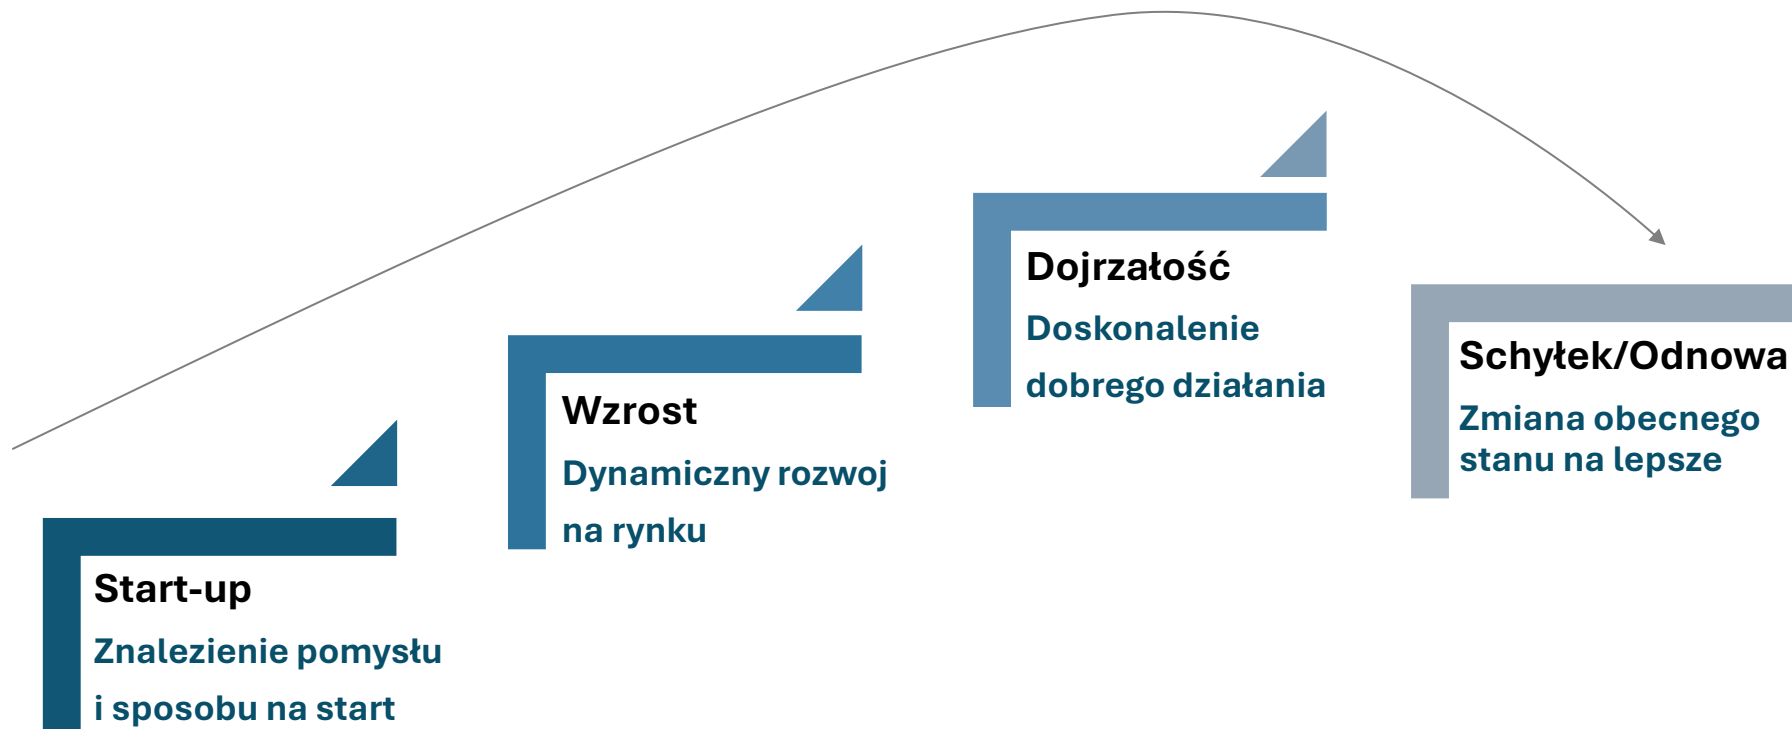 Start-up
Znalezienie pomysłu
i sposobu na start
Wzrost
Dynamiczny rozwoj
na rynku
Dojrzałość
Doskonalenie
dobrego działania
Schyłek/Odnowa
Zmiana obecnego
stanu na lepsze